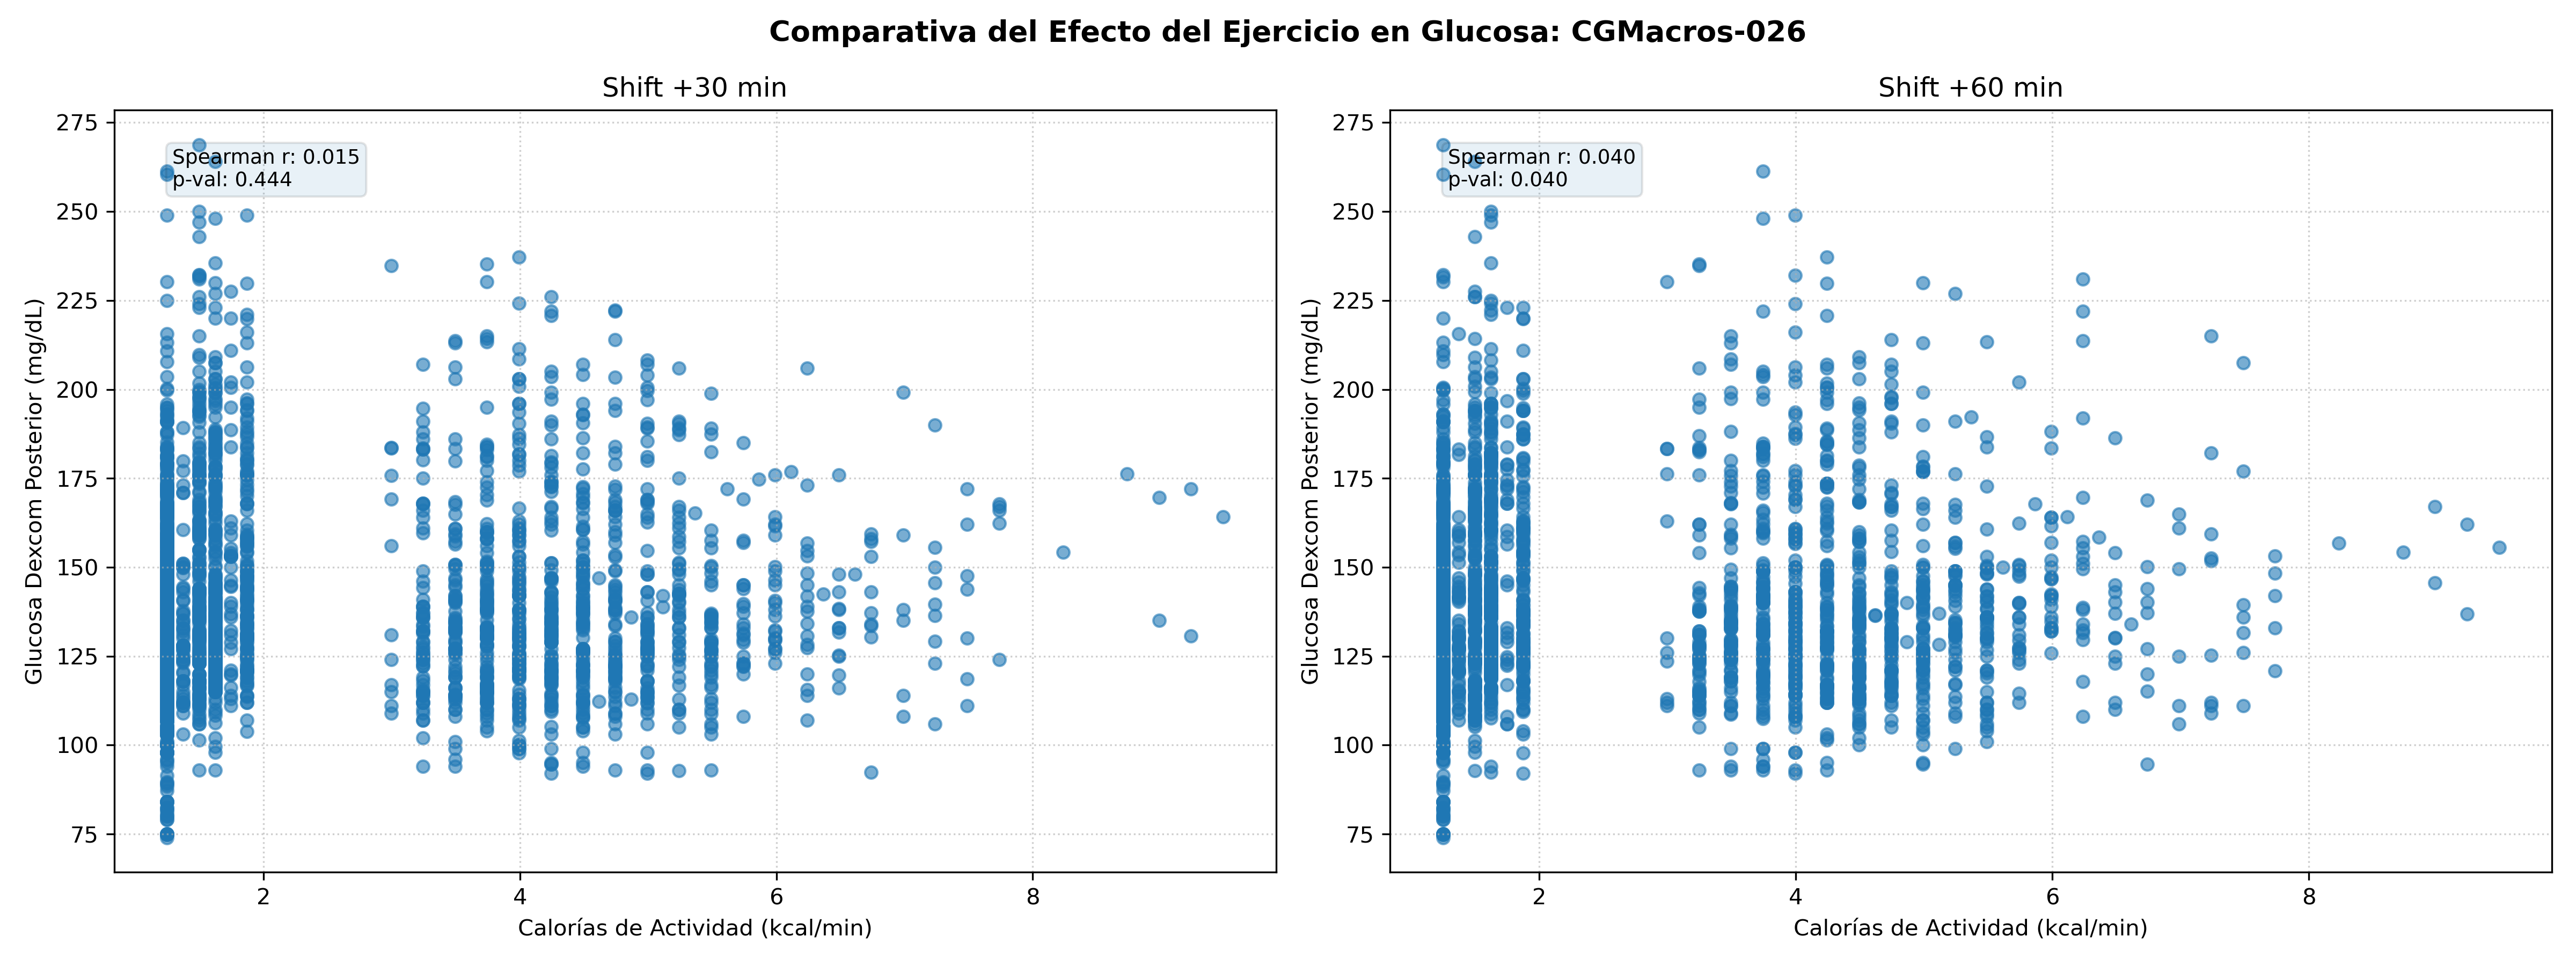 Comparativa del Efecto del Ejercicio en Glucosa: CGMacros-026
Shift +30 min
275
250
225
200
175
150
125
100
75
Glucosa Dexcom Posterior (mg/dL)
Spearman r: 0.015
p-val: 0.444
2
4
6
8
Calorías de Actividad (kcal/min)
Shift +60 min
275
250
225
200
175
150
125
100
75
Glucosa Dexcom Posterior (mg/dL)
Spearman r: 0.040
p-val: 0.040
2
4
6
8
Calorías de Actividad (kcal/min)